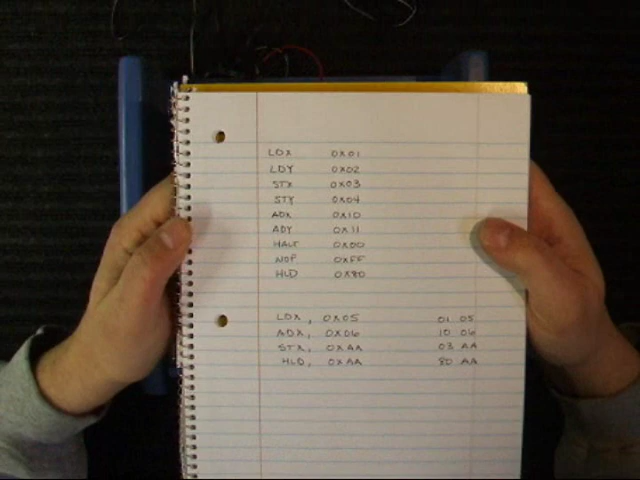 LDX 0X01
LDY 0X02
STX 0X03
STY 0X04
ADX 0X10
ADY 0X11
HALT 0X00
NOP 0XFF
HLD 0X80
LDX, 0X05 01 05
ADX, 0X06 10 06
STX, 0XAA 03 AA
HLD, 0XAA 80 AA